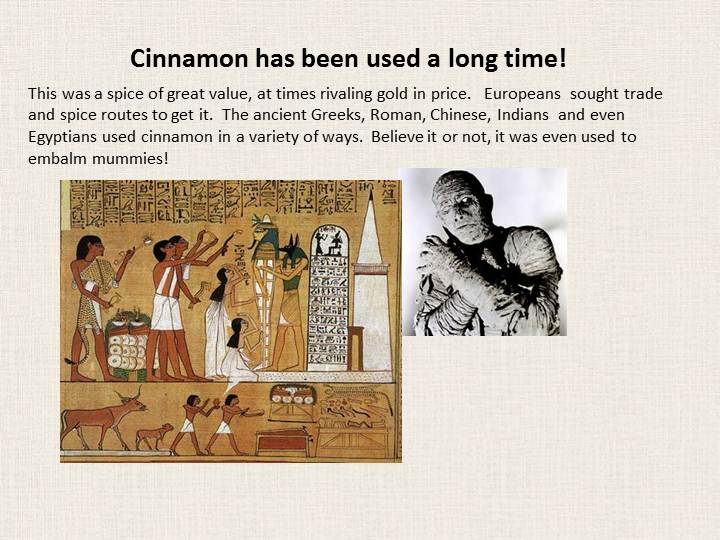 Cinnamon has been used a long time!
This was a spice of great value, at times rivaling gold in price.   Europeans  sought trade
and spice routes to get it.  The ancient Greeks, Roman, Chinese, Indians  and even
Egyptians used cinnamon in a variety of ways.  Believe it or not, it was even used to
embalm mummies!